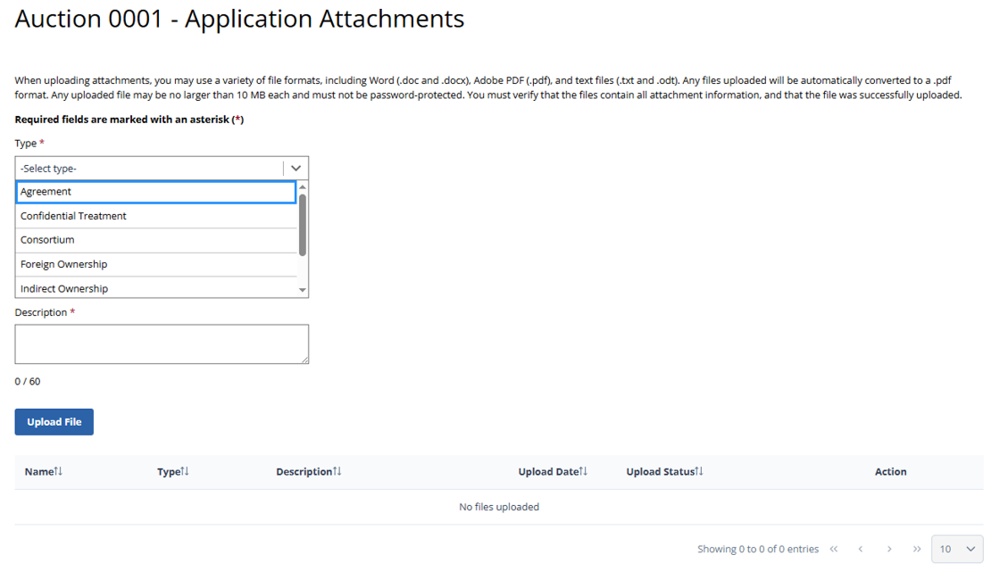 Auction 0001 - Application Attachments
When uploading attachments, you may use a variety of file formats, including Word (.doc and .docx), Adobe PDF (.pdf), and text files (.txt and .odt). Any files uploaded will be automatically converted to a .pdf
format. Any uploaded file may be no larger than 10 MB each and must not be password-protected. You must verify that the files contain all attachment information, and that the file was successfully uploaded.
Required fields are marked with an asterisk (*)
Type *
-Select type-
Agreement
Confidential Treatment
Consortium
Foreign Ownership
Indirect Ownership
Description *
0 / 60
Upload File
Name↑↓ Type↑↓ Description↑↓ Upload Date↑↓ Upload Status↑↓ Action
No files uploaded
Showing 0 to 0 of 0 entries « ‹ › » 10